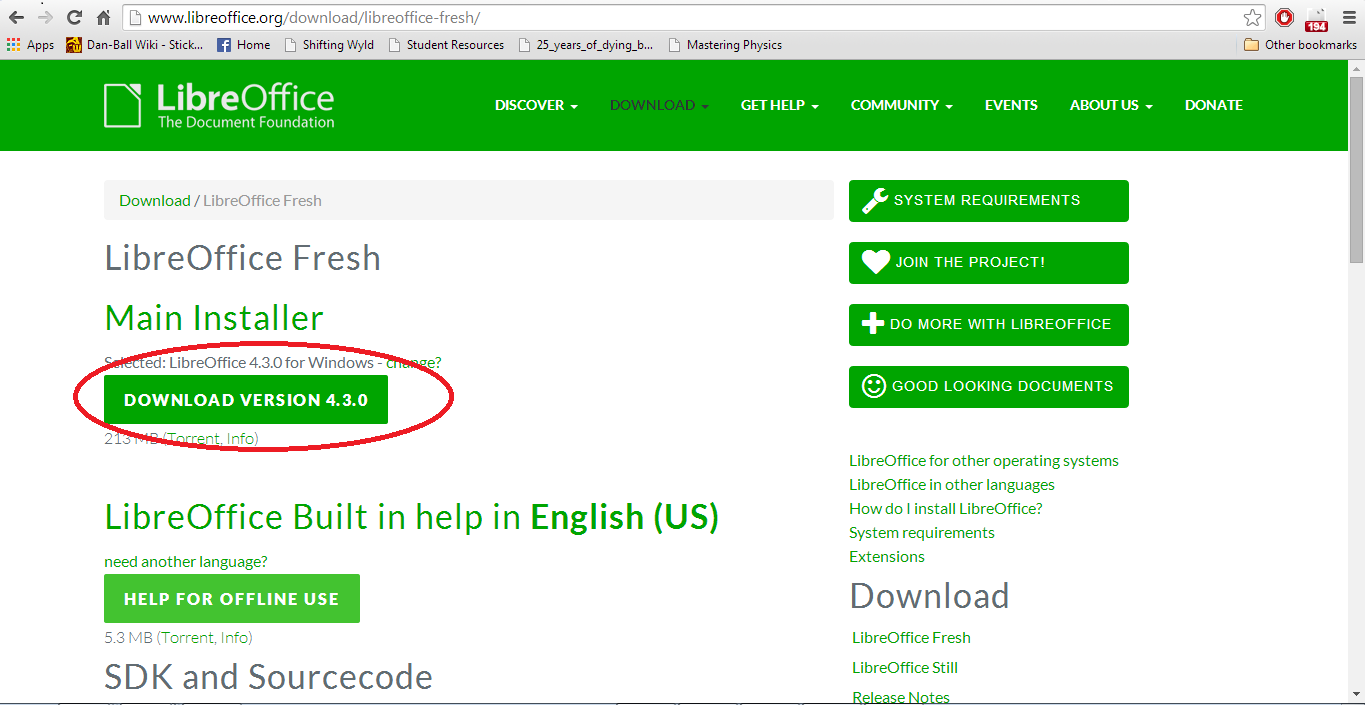 www.libreoffice.org/download/libreoffice-fresh/
194
Apps Dan-Ball Wiki - Stick... Home Shifting Wyld Student Resources 25_years_of_dying_b... Mastering Physics Other bookmarks
LibreOffice
The Document Foundation
DISCOVER DOWNLOAD GET HELP COMMUNITY EVENTS ABOUT US DONATE
Download / LibreOffice Fresh
LibreOffice Fresh
Main Installer
Selected: LibreOffice 4.3.0 for Windows - change?
DOWNLOAD VERSION 4.3.0
213 MB (Torrent, Info)
LibreOffice Built in help in English (US)
need another language?
HELP FOR OFFLINE USE
5.3 MB (Torrent, Info)
SDK and Sourcecode
SYSTEM REQUIREMENTS
JOIN THE PROJECT!
DO MORE WITH LIBREOFFICE
GOOD LOOKING DOCUMENTS
LibreOffice for other operating systems
LibreOffice in other languages
How do I install LibreOffice?
System requirements
Extensions
Download
LibreOffice Fresh
LibreOffice Still
Release Notes